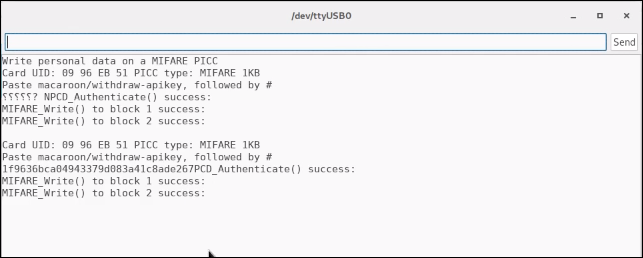 /dev/ttyUSB0
Send
Write personal data on a MIFARE PICC
Card UID: 09 96 EB 51 PICC type: MIFARE 1KB
Paste macaroon/withdraw-apikey, followed by #
⸮⸮⸮⸮⸮? NPCD_Authenticate() success:
MIFARE_Write() to block 1 success:
MIFARE_Write() to block 2 success:
Card UID: 09 96 EB 51 PICC type: MIFARE 1KB
Paste macaroon/withdraw-apikey, followed by #
1f9636bca04943379d083a41c8ade267PCD_Authenticate() success:
MIFARE_Write() to block 1 success:
MIFARE_Write() to block 2 success: